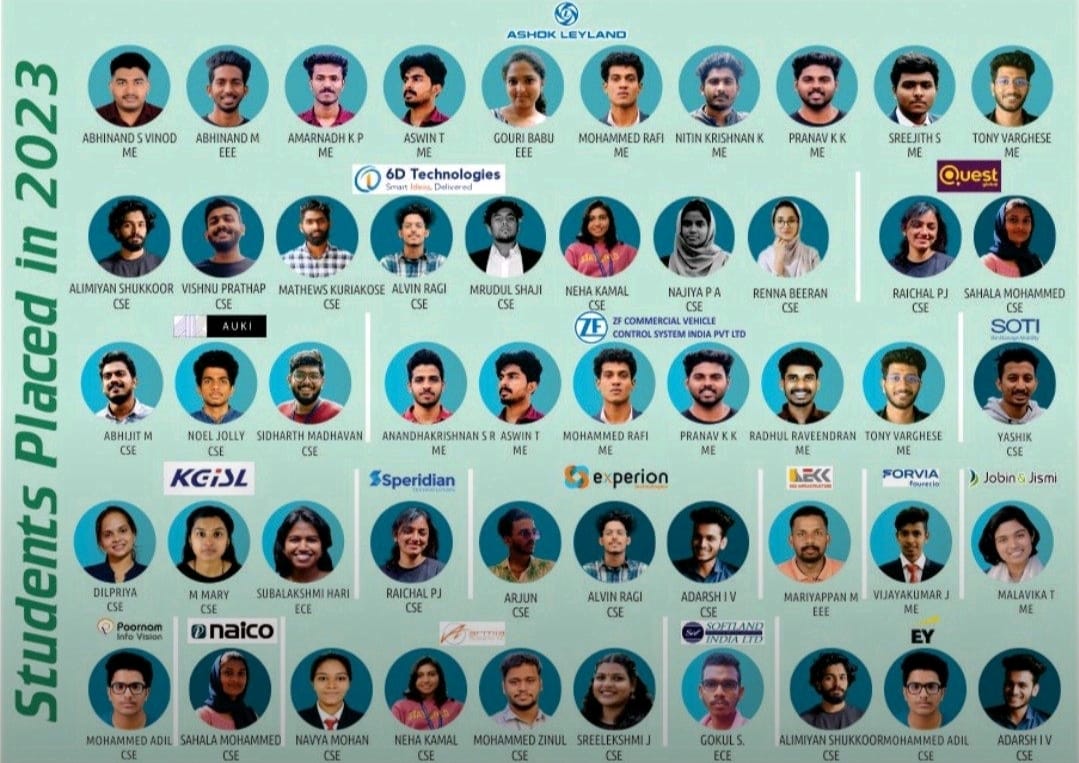 Students Placed in 2023
ASHOK LEYLAND
ABHINAND S VINOD ABHINAND M AMARNADH K P ASWIN T GOURI BABU MOHAMMED RAFI NITIN KRISHNAN K PRANAV K K SREEJITH S TONY VARGHESE
ME EEE ME ME EEE ME ME ME ME ME
6D Technologies Quest
Smart Ideas, Delivered global
ALIMIYAN SHUKKOOR VISHNU PRATHAP MATHEWS KURIAKOSE ALVIN RAGI MRUDUL SHAJI NEHA KAMAL NAJIYA P A RENNA BEERAN RAICHAL PJ SAHALA MOHAMMED
CSE CSE CSE CSE CSE CSE CSE CSE CSE CSE
AUKI ZF ZF COMMERCIAL VEHICLE SOTI
CONTROL SYSTEM INDIA PVT LTD
ABHIJIT M NOEL JOLLY SIDHARTH MADHAVAN ANANDHAKRISHNAN S R ASWIN T MOHAMMED RAFI PRANAV K K RADHUL RAVEENDRAN TONY VARGHESE YASHIK
CSE CSE CSE ME ME ME ME ME ME CSE
KGiSL Speridian experion FORVIA Jobin & Jismi
faurecia
DILPRIYA M MARY SUBALAKSHMI HARI RAICHAL PJ ARJUN ALVIN RAGI ADARSH I V MARIYAPPAN M VIJAYAKUMAR J MALAVIKA T
CSE CSE ECE CSE CSE CSE CSE EEE ME ME
Poornam naico SOFTLAND EY
Info Vision INDIA LTD
MOHAMMED ADIL SAHALA MOHAMMED NAVYA MOHAN NEHA KAMAL MOHAMMED ZINUL SREELEKSHMI J GOKUL S. ALIMIYAN SHUKKOOR MOHAMMED ADIL ADARSH I V
CSE CSE CSE CSE CSE CSE ECE CSE CSE CSE